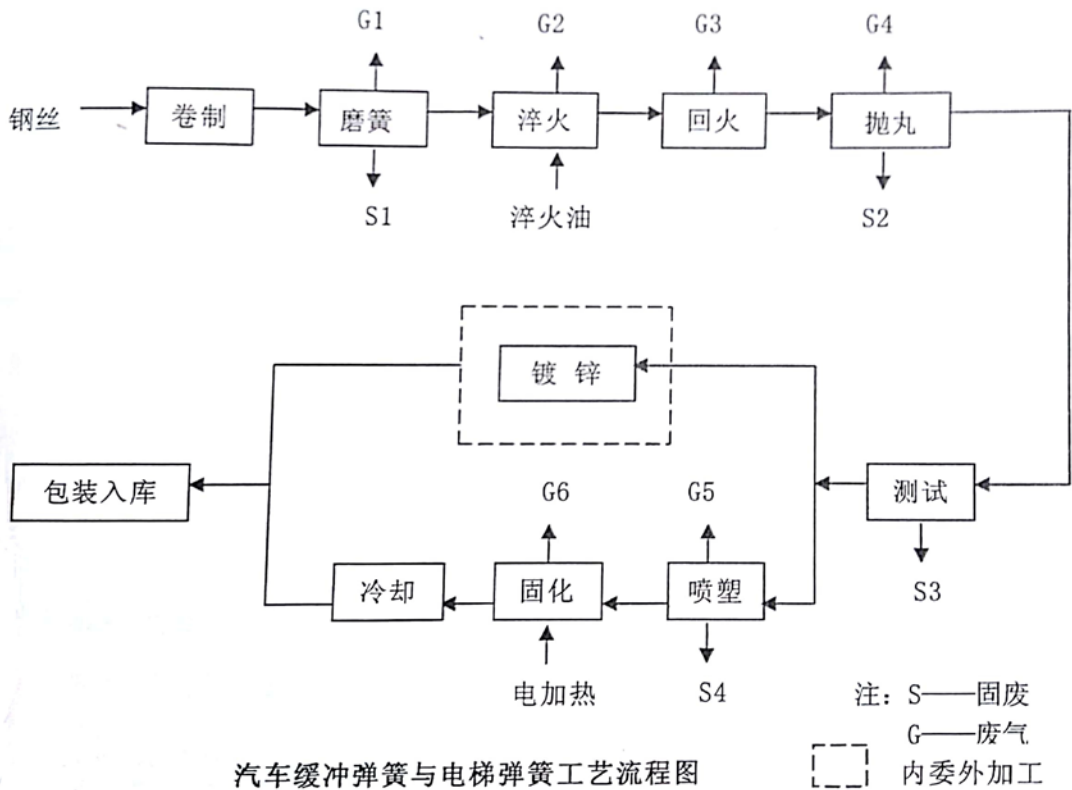 G1
G2
G3
G4
钢丝
卷制
磨簧
淬火
回火
抛丸
S1
淬火油
S2
镀锌
包装入库
G6
G5
测试
冷却
固化
喷塑
S3
电加热
S4
注: S——固废
G——废气
内委外加工
汽车缓冲弹簧与电梯弹簧工艺流程图